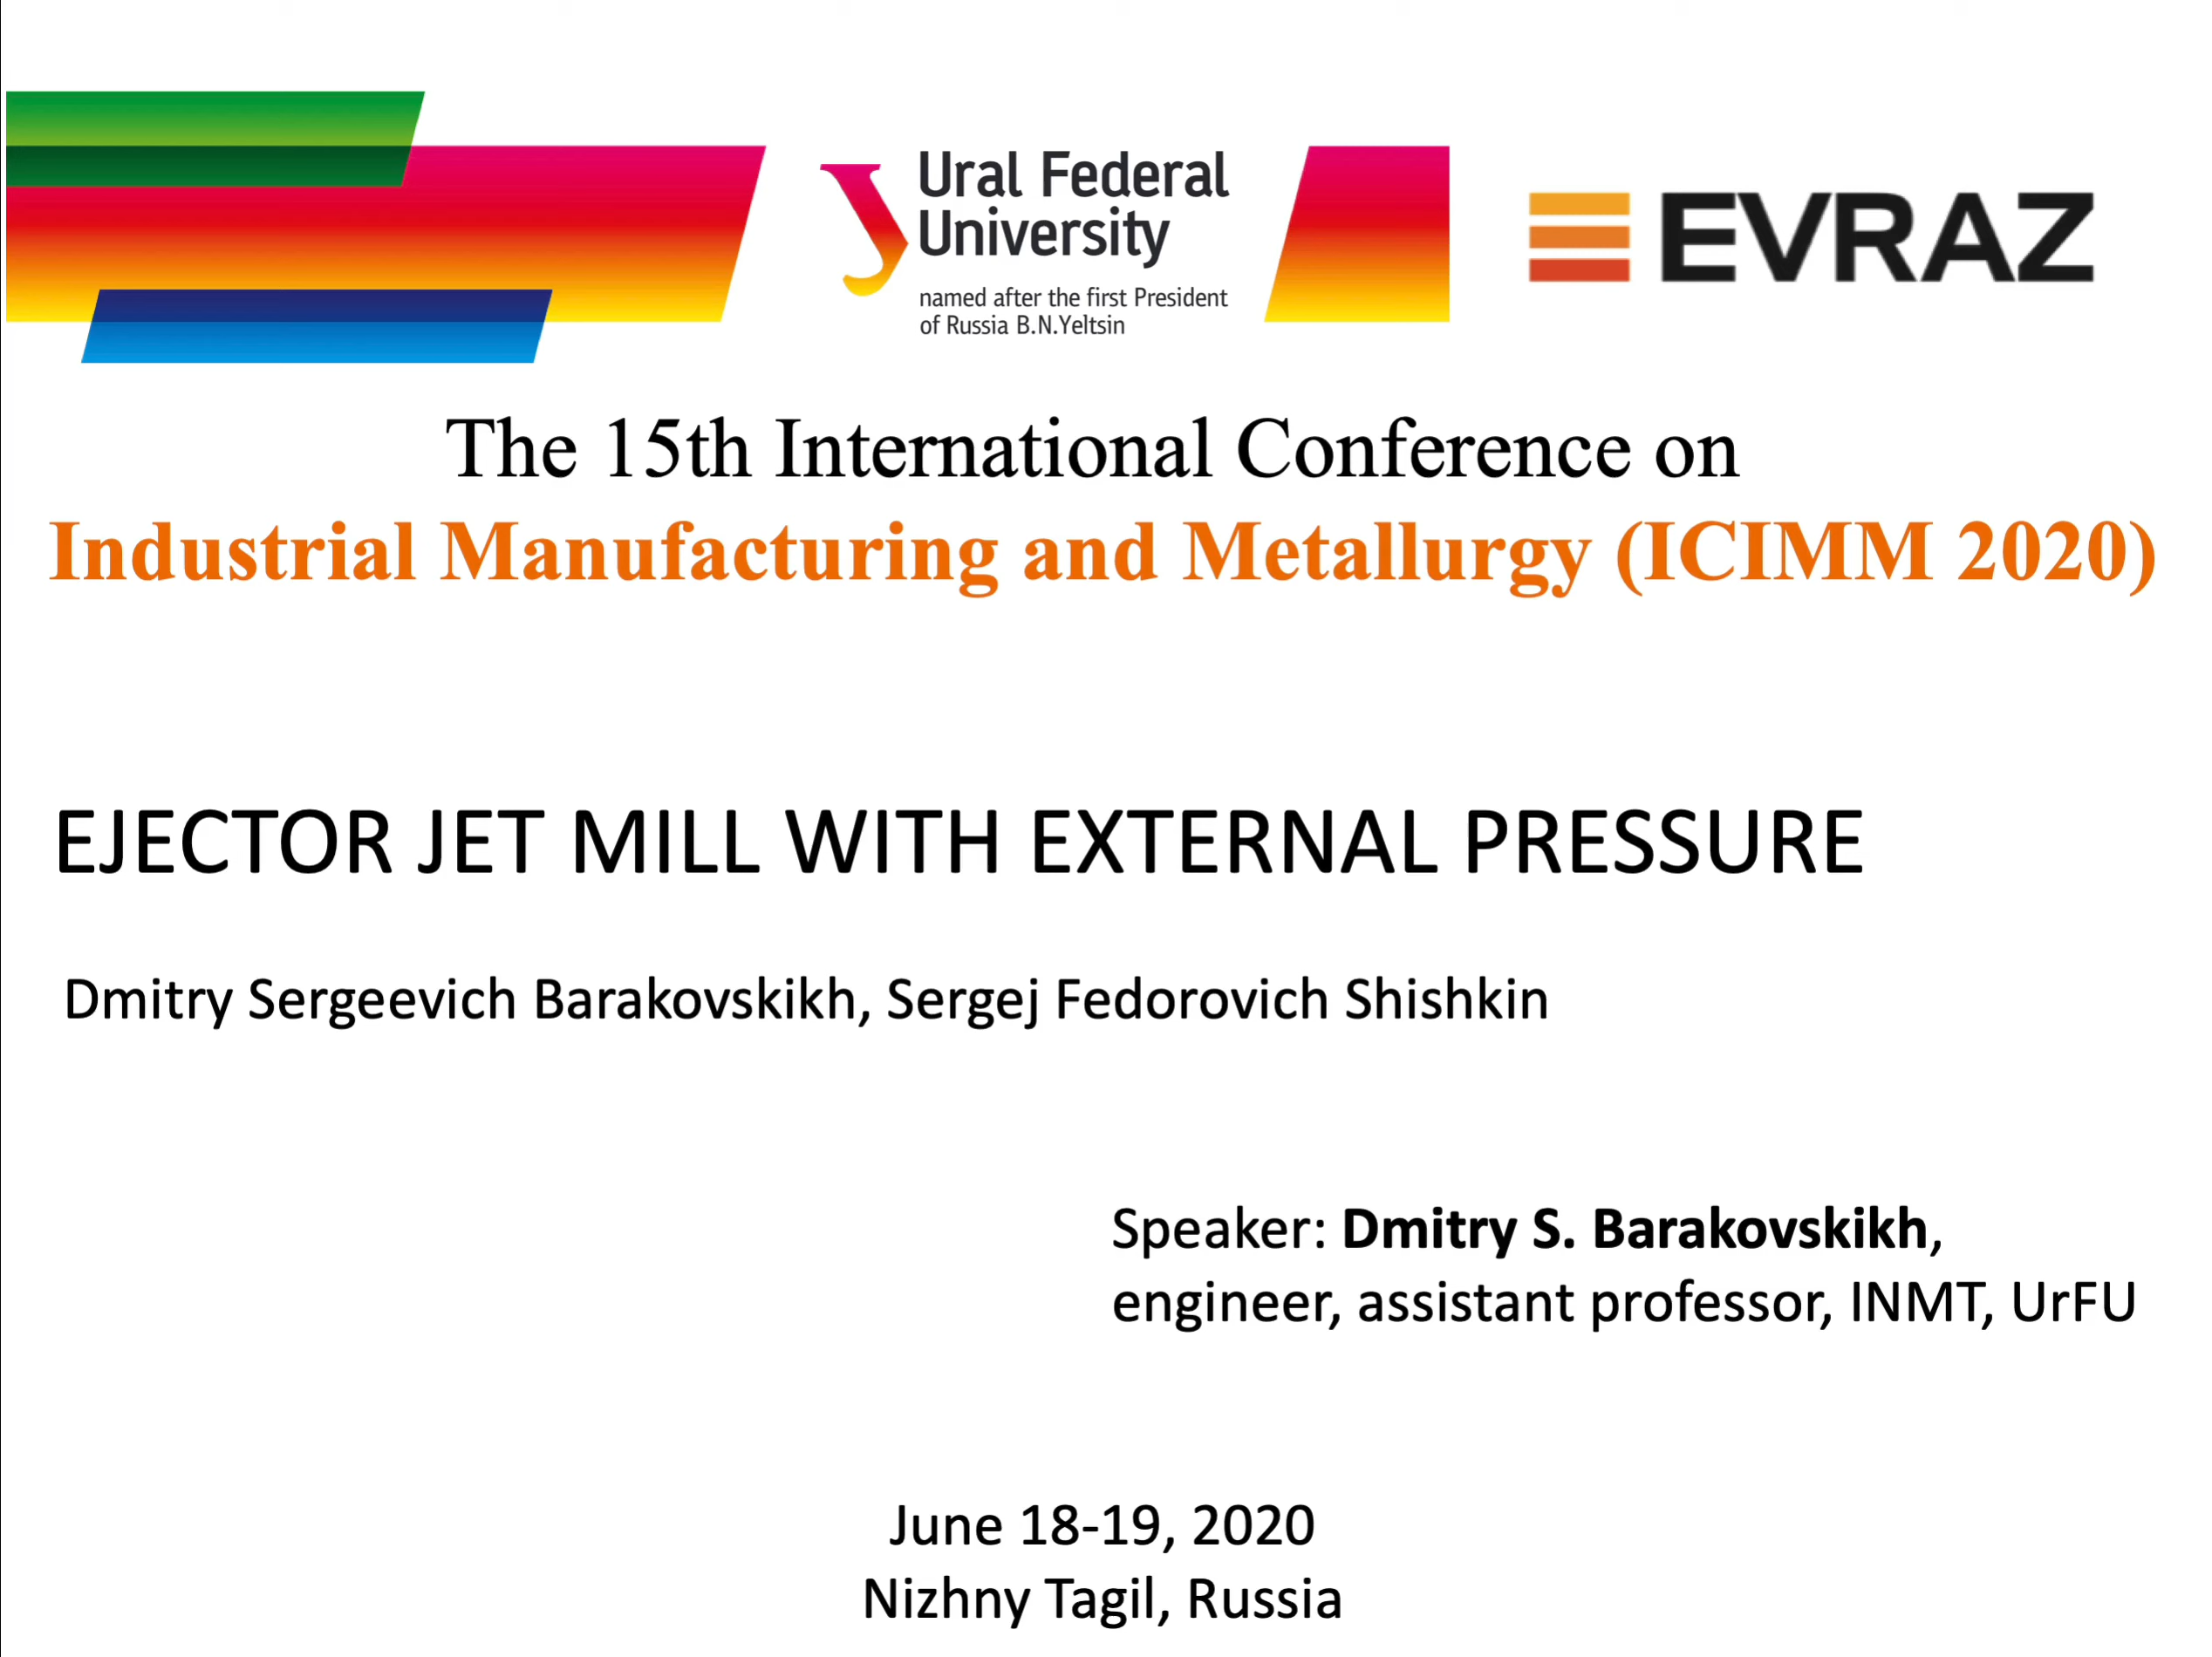 Ural Federal
University
named after the first President
of Russia B.N.Yeltsin
EVRAZ
The 15th International Conference on
Industrial Manufacturing and Metallurgy (ICIMM 2020)
EJECTOR JET MILL WITH EXTERNAL PRESSURE
Dmitry Sergeevich Barakovskikh, Sergej Fedorovich Shishkin
Speaker: Dmitry S. Barakovskikh,
engineer, assistant professor, INMT, UrFU
June 18-19, 2020
Nizhny Tagil, Russia